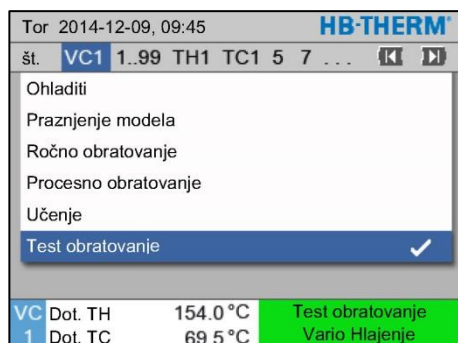 Tor 2014-12-09, 09:45 HB-THERM®
št. VC1 1..99 TH1 TC1 5 7 ...
Ohladiti
Praznjenje modela
Ročno obratovanje
Procesno obratovanje
Učenje
Test obratovanje
VC Dot. TH 154.0 °C Test obratovanje
1 Dot. TC 69.5 °C Vario Hlajenje